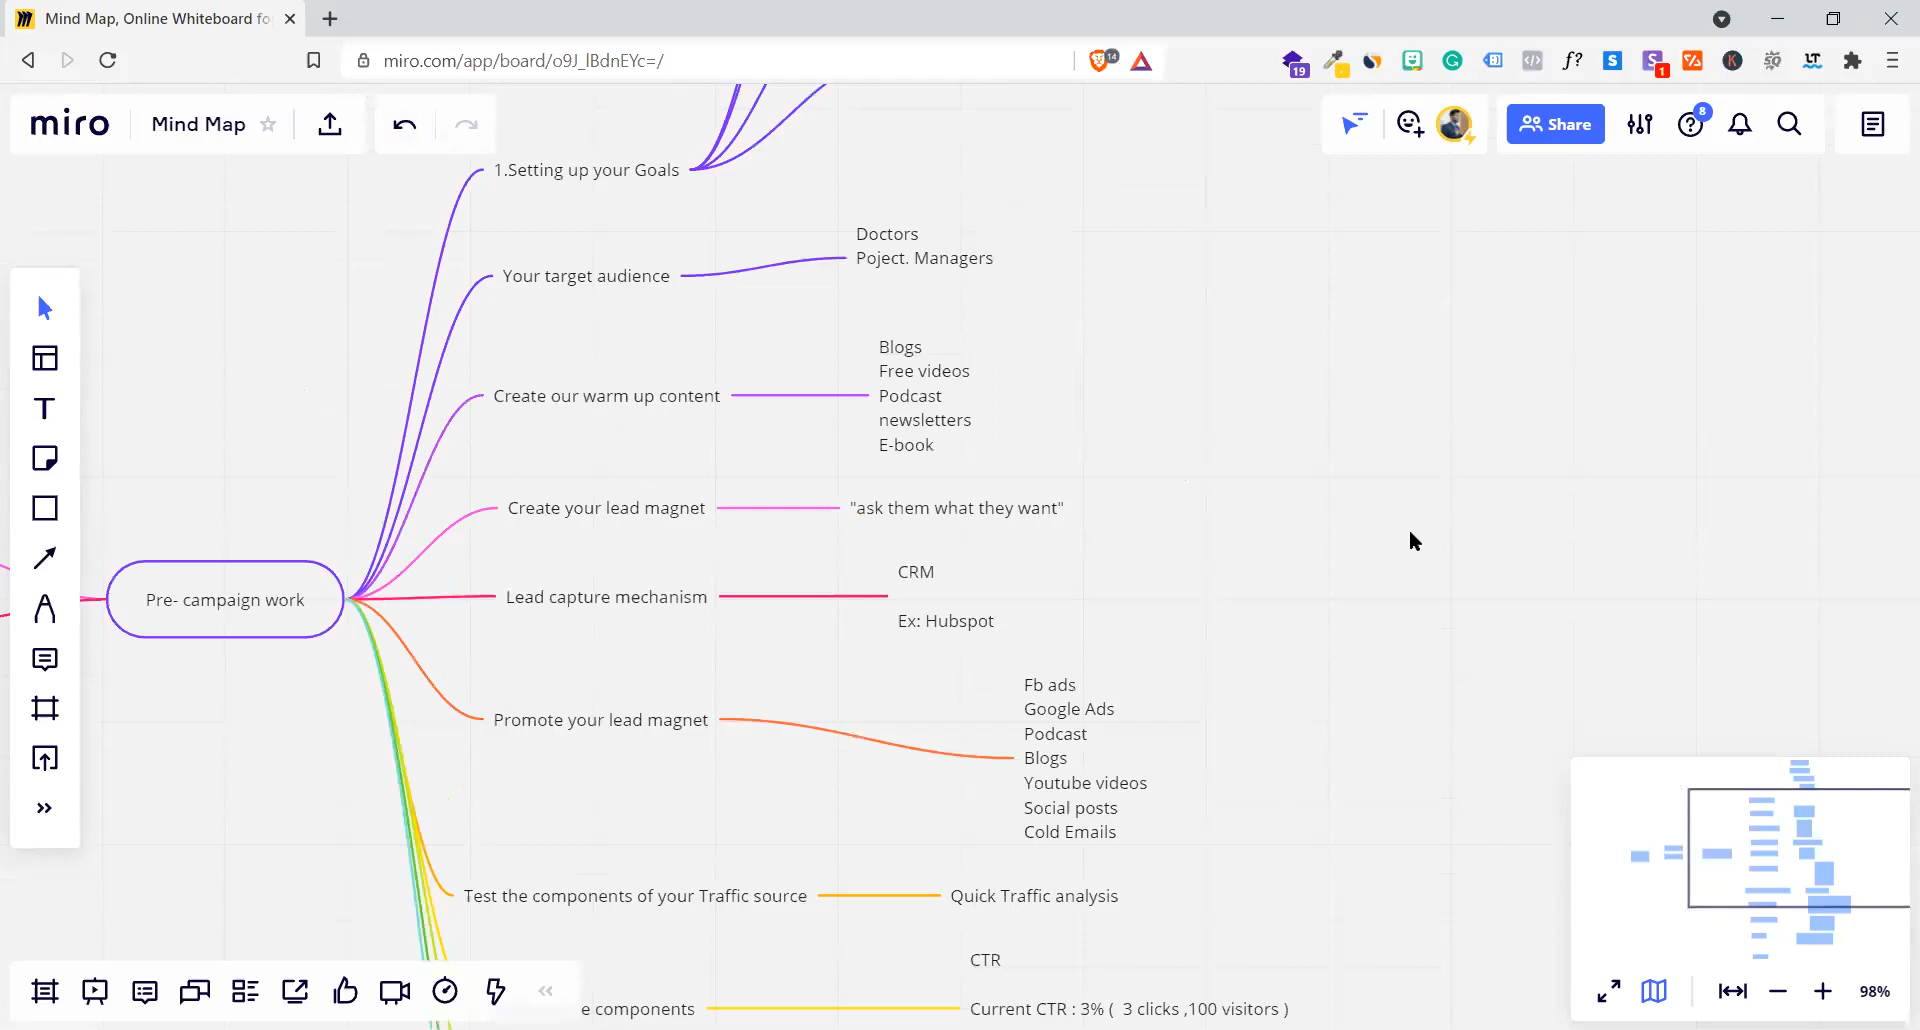 Mind Map, Online Whiteboard fo
miro.com/app/board/o9J_lBdnEYc=/
14
19
f?
1
miro
Mind Map
Share
8
1.Setting up your Goals
Doctors
Poject. Managers
Your target audience
Blogs
Free videos
Podcast
newsletters
E-book
Create our warm up content
Create your lead magnet
"ask them what they want"
CRM
Ex: Hubspot
Lead capture mechanism
Pre- campaign work
Promote your lead magnet
Fb ads
Google Ads
Podcast
Blogs
Youtube videos
Social posts
Cold Emails
Test the components of your Traffic source
Quick Traffic analysis
CTR
e components
Current CTR : 3% ( 3 clicks ,100 visitors )
98%